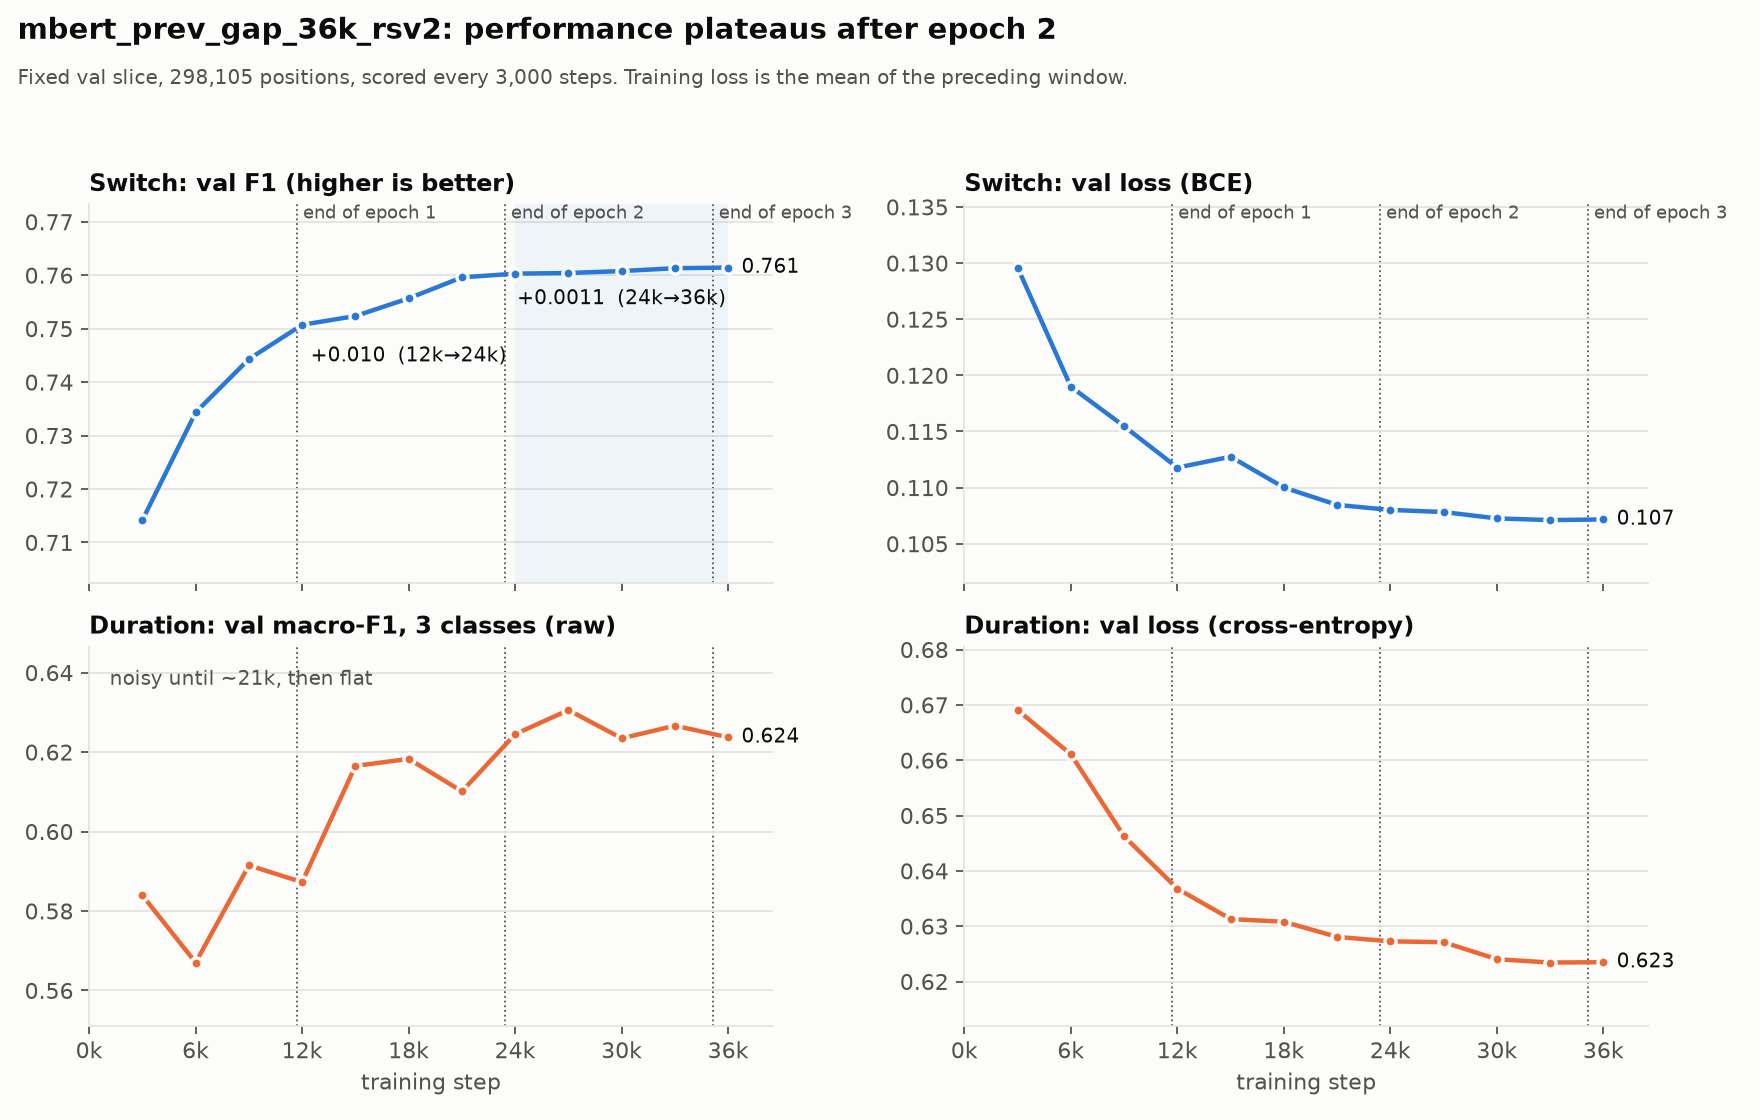 mbert_prev_gap_36k_rsv2: performance plateaus after epoch 2
Fixed val slice, 298,105 positions, scored every 3,000 steps. Training loss is the mean of the preceding window.
Switch: val F1 (higher is better)
end of epoch 1
end of epoch 2
end of epoch 3
0.77
0.76
0.75
0.74
0.73
0.72
0.71
0.761
+0.0011 (24k→36k)
+0.010 (12k→24k)
Switch: val loss (BCE)
end of epoch 1
end of epoch 2
end of epoch 3
0.135
0.130
0.125
0.120
0.115
0.110
0.105
0.107
Duration: val macro-F1, 3 classes (raw)
noisy until ~21k, then flat
0.64
0.62
0.60
0.58
0.56
0.624
0k 6k 12k 18k 24k 30k 36k
training step
Duration: val loss (cross-entropy)
0.68
0.67
0.66
0.65
0.64
0.63
0.62
0.623
0k 6k 12k 18k 24k 30k 36k
training step